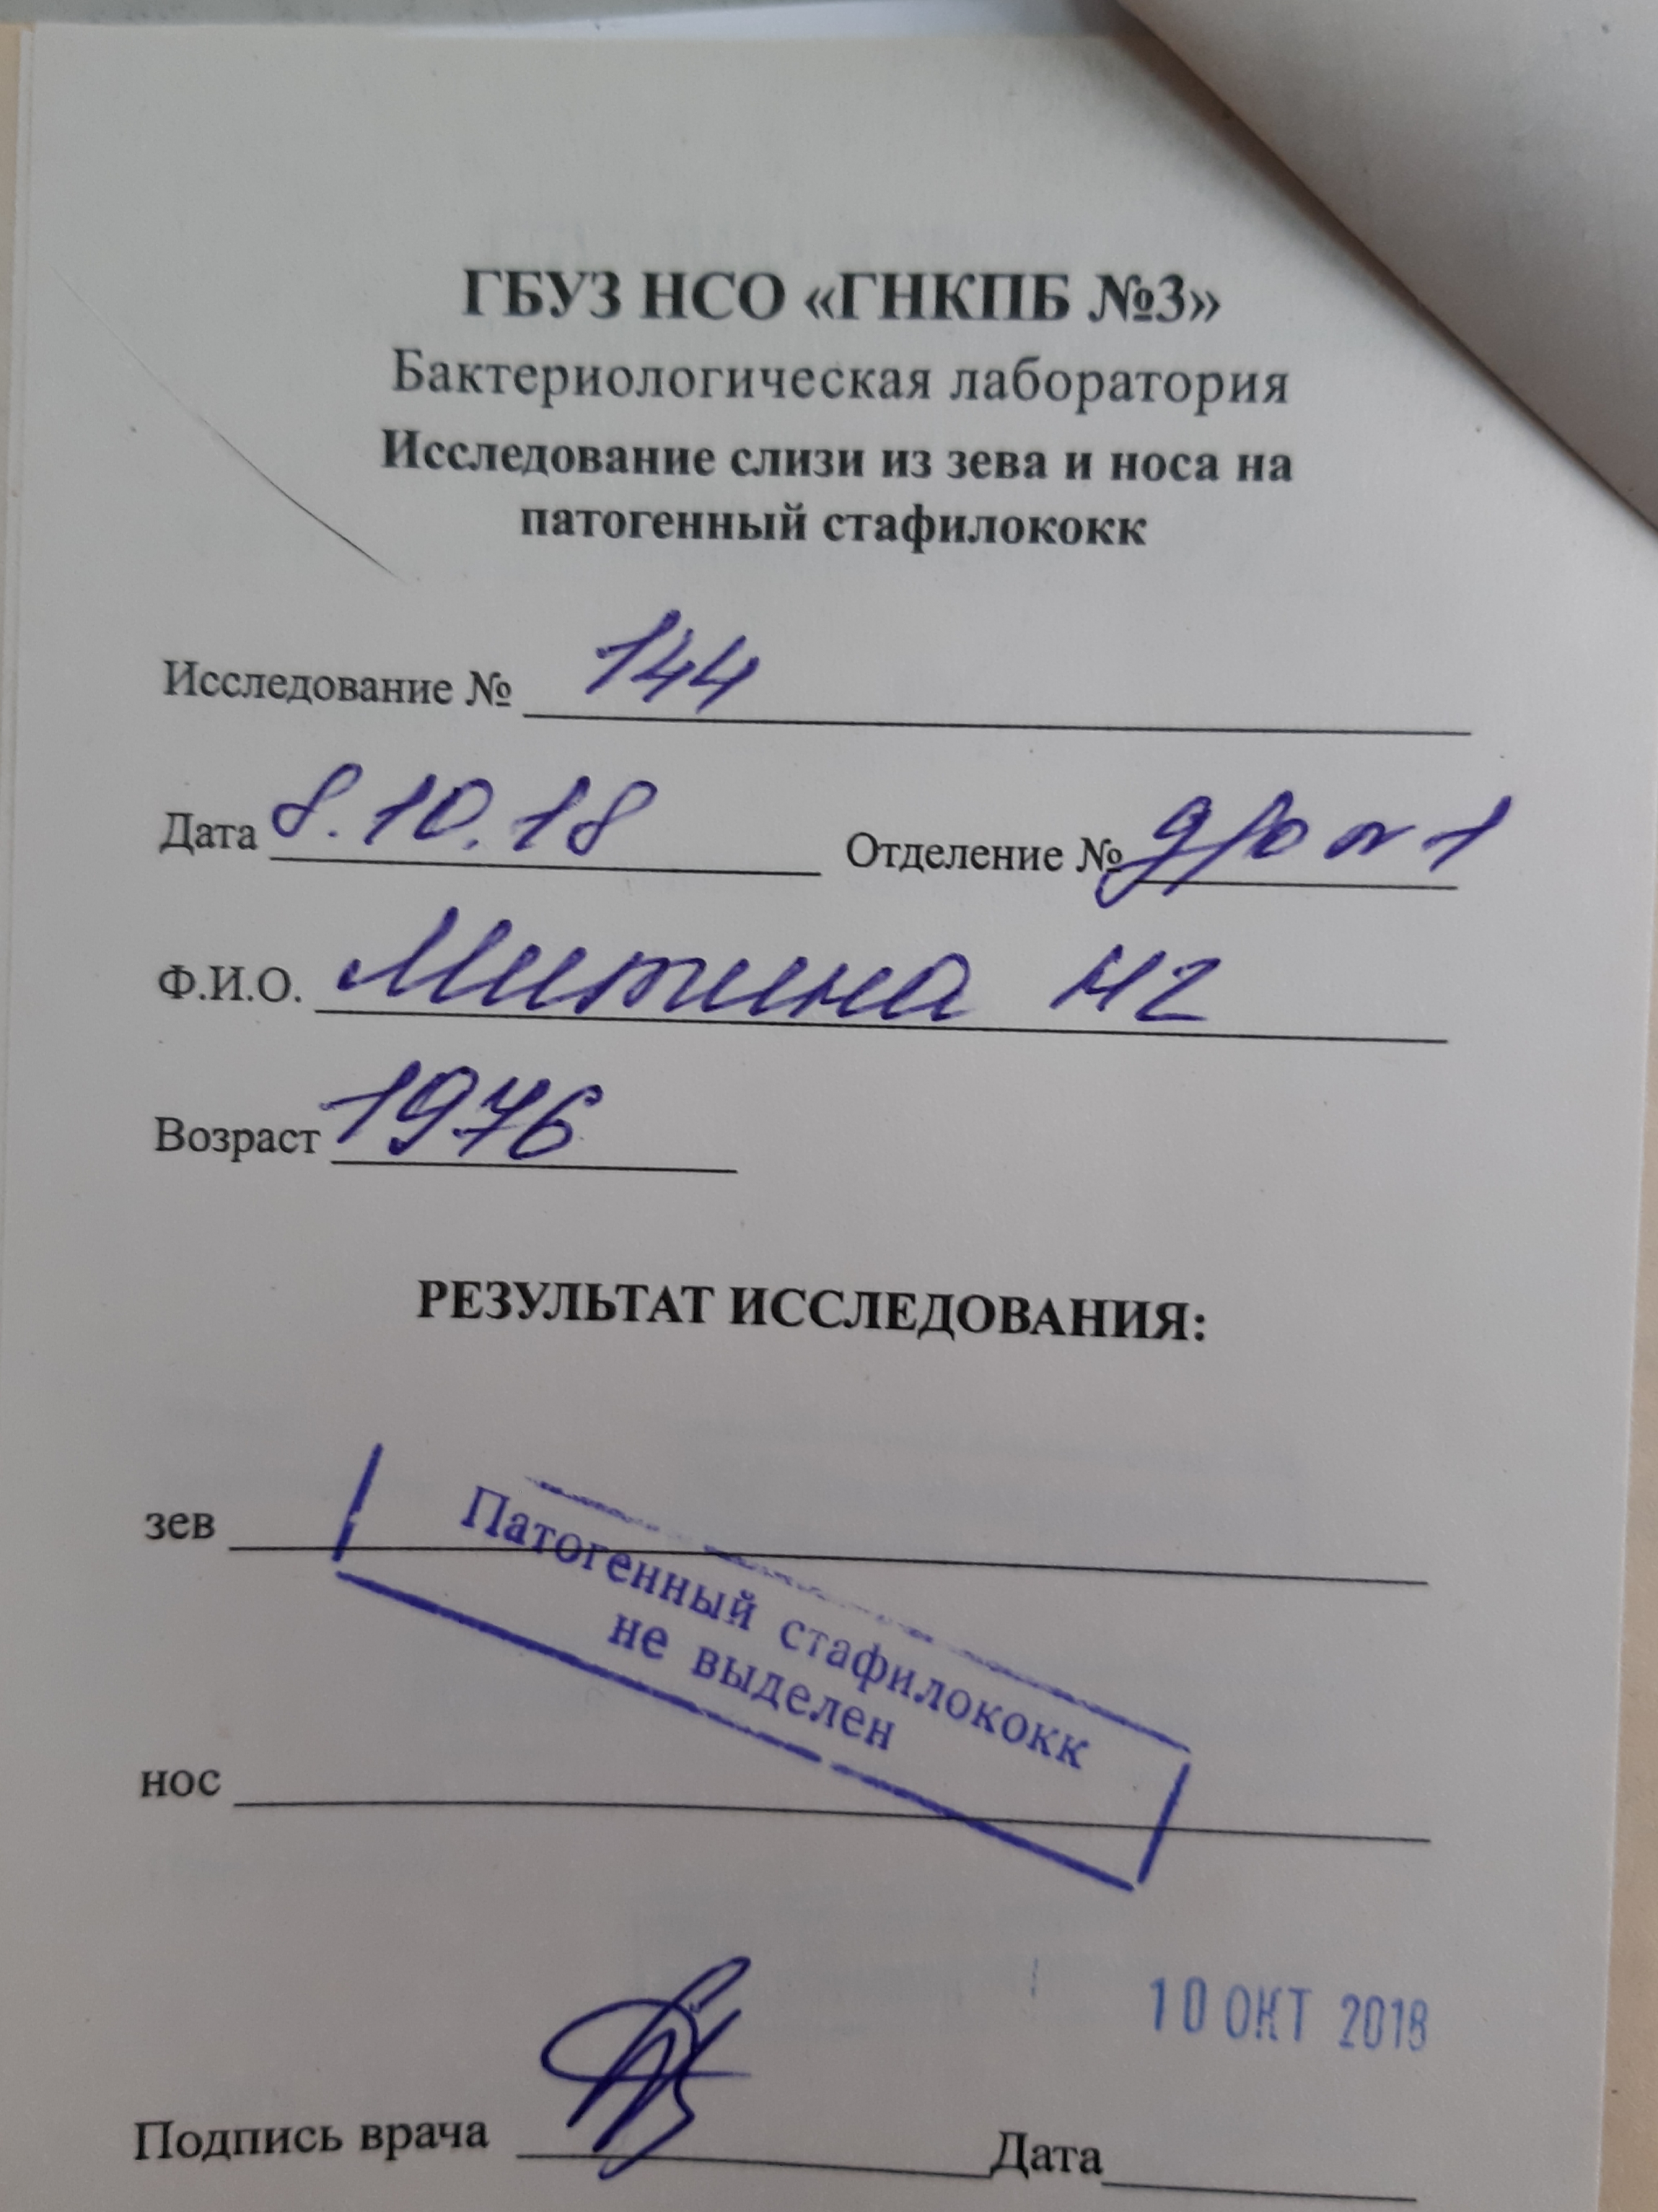 ГБУЗ НСО «ГНКПБ №3»
Бактериологическая лаборатория
Исследование слизи из зева и носа на
патогенный стафилококк
Исследование № 144
Дата 8.10.18 Отделение № 1
Ф.И.О. Митина
Возраст 1976
РЕЗУЛЬТАТ ИССЛЕДОВАНИЯ:
зев
Патогенный стафилококк
не выделен
нос
10 ОКТ 2018
Подпись врача Дата